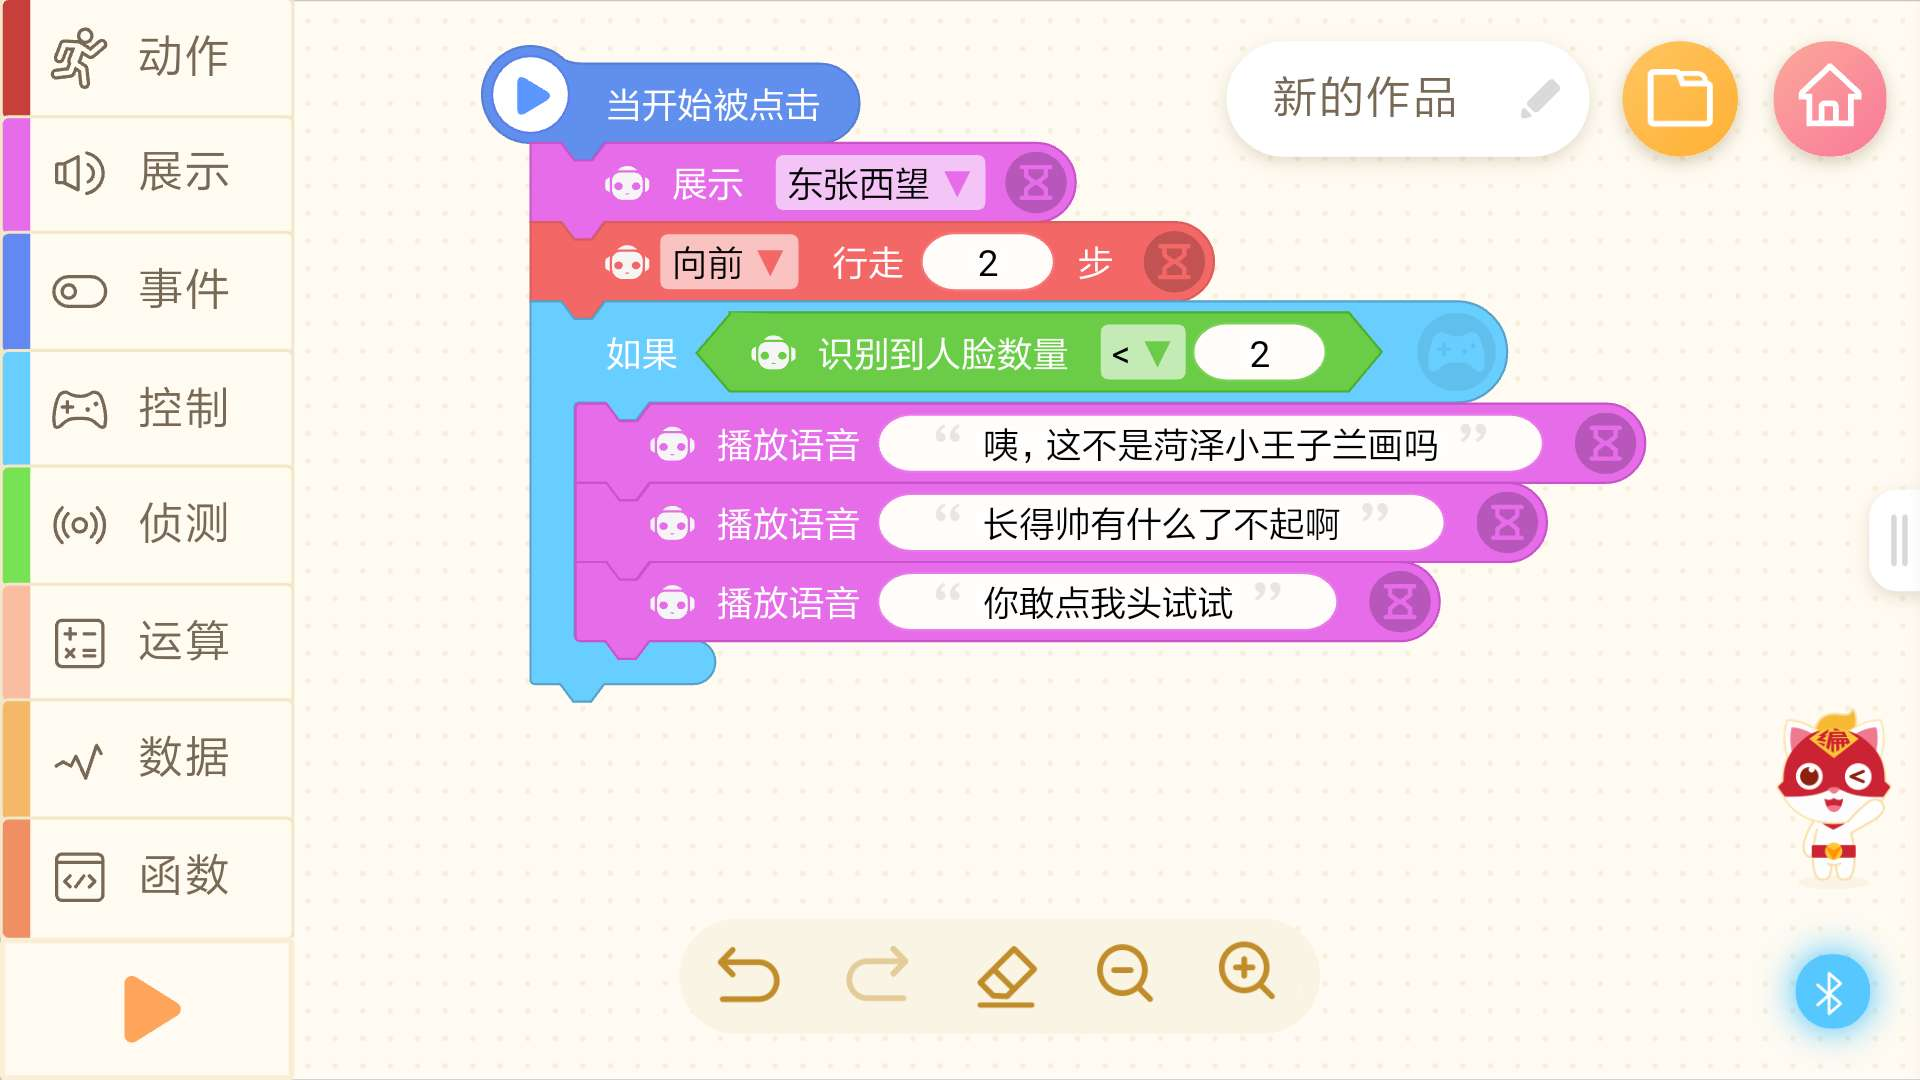 动作
展示
事件
控制
侦测
运算
数据
函数
新的作品
当开始被点击
展示 东张西望
向前 行走 2 步
如果 识别到人脸数量 < 2
播放语音 “ 咦，这不是菏泽小王子兰画吗 ”
播放语音 “ 长得帅有什么了不起啊 ”
播放语音 “ 你敢点我头试试 ”
编